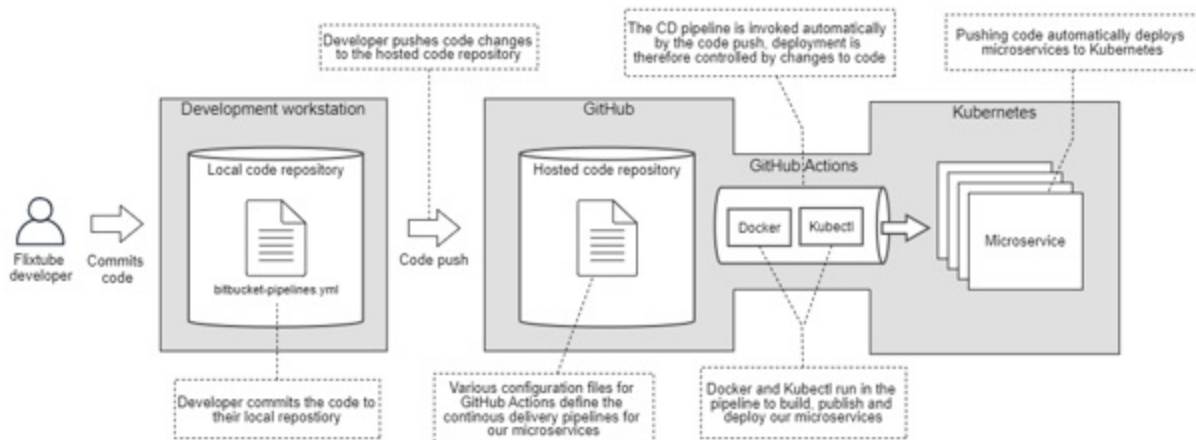 Developer pushes code changes
to the hosted code repository
The CD pipeline is invoked automatically
by the code push, deployment is
therefore controlled by changes to code
Pushing code automatically deploys
microservices to Kubernetes
Development workstation
GitHub
Kubernetes
Local code repository
Hosted code repository
GitHub Actions
Docker
Kubectl
Microservice
Flixtube
developer
Commits
code
bitbucket-pipelines.yml
Code push
Developer commits the code to
their local repostiory
Various configuration files for
GitHub Actions define the
continous delivery pipelines for
our microservices
Docker and Kubectl run in the
pipeline to build, publish and
deploy our microservices